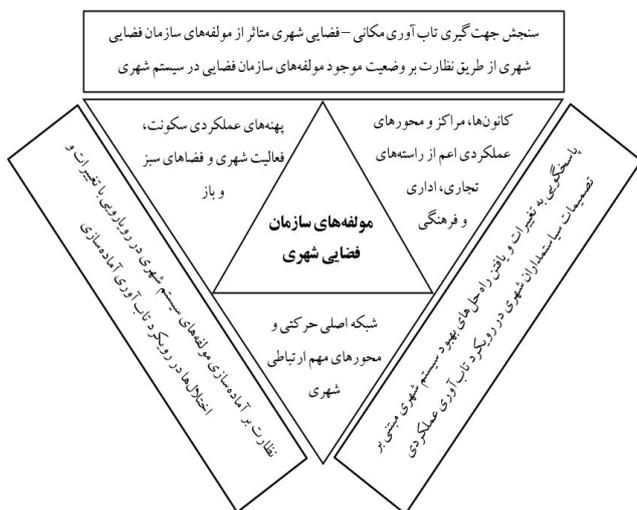 سنجش جهت‌گیری تاب آوری مکانی – فضایی شهری متاثر از مولفه‌های سازمان فضایی
شهری از طریق نظارت بر وضعیت موجود مولفه‌های سازمان فضایی در سیستم شهری
کانون‌ها، مراکز و محورهای
عملکردی اعم از راسته‌های
تجاری، اداری
و فرهنگی
پهنه‌های عملکردی سکونت،
فعالیت شهری و فضاهای سبز
و باز
مولفه‌های سازمان
فضایی شهری
شبکه اصلی حرکتی و
محورهای مهم ارتباطی
شهری
پاسخگویی به تغییرات و یافتن راه حل‌های بهبود سیستم شهری مبتنی بر
تصمیمات سیاستمداران شهری در رویکرد تاب آوری عملکردی
نظارت بر آماده‌سازی مولفه‌های سیستم شهری در رویارویی با تغییرات و
اختلال‌ها در رویکرد تاب آوری آماده‌سازی